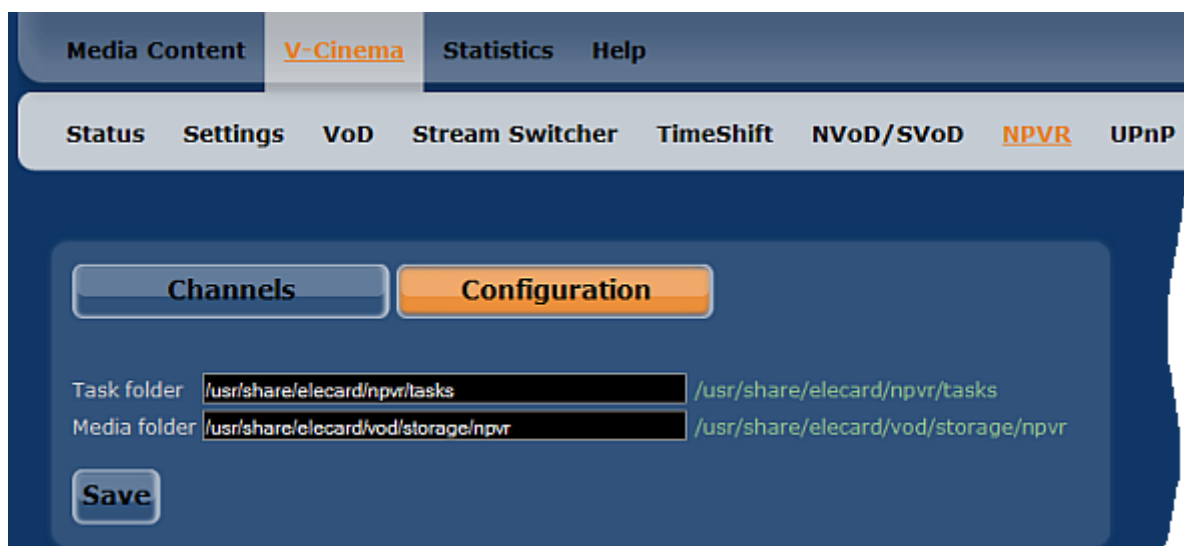 Media Content V-Cinema Statistics Help
Status Settings VoD Stream Switcher TimeShift NVoD/SVoD NPVR UPnP
Channels Configuration
Task folder /usr/share/elecard/npvr/tasks /usr/share/elecard/npvr/tasks
Media folder /usr/share/elecard/vod/storage/npvr /usr/share/elecard/vod/storage/npvr
Save